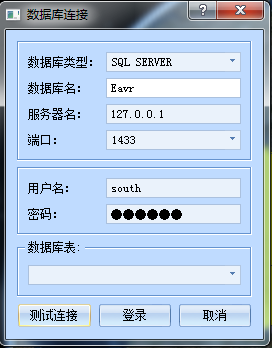 数据库连接
数据库类型: SQL SERVER
数据库名: Eavr
服务器名: 127.0.0.1
端口: 1433
用户名: south
密码: ●●●●●●
数据库表:
测试连接 登录 取消